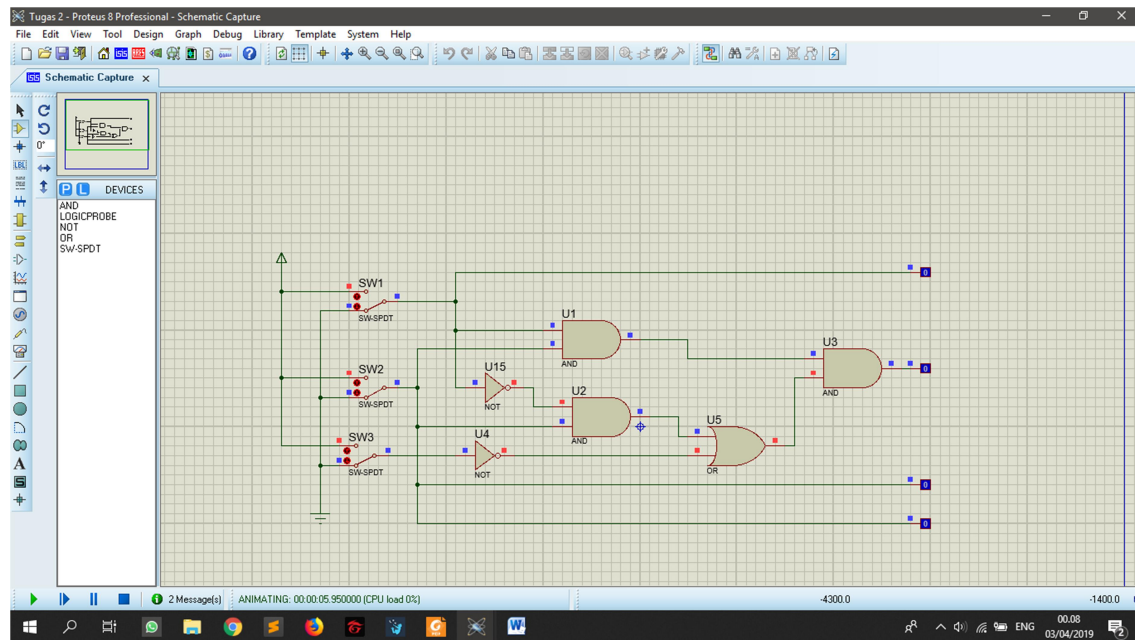 Tugas 2 - Proteus 8 Professional - Schematic Capture
File Edit View Tool Design Graph Debug Library Template System Help
Schematic Capture
0°
LBL
P L DEVICES
AND
LOGICPROBE
NOT
OR
SW-SPDT
A
S
SW1
SW-SPDT
0
U1
AND
U3
AND
0
SW2
SW-SPDT
U15
NOT
U2
AND
U5
OR
SW3
SW-SPDT
U4
NOT
0
0
2 Message(s)
ANIMATING: 00:00:05.950000 (CPU load 0%)
-4300.0
-1400.0
ENG
00.08
03/04/2019
2